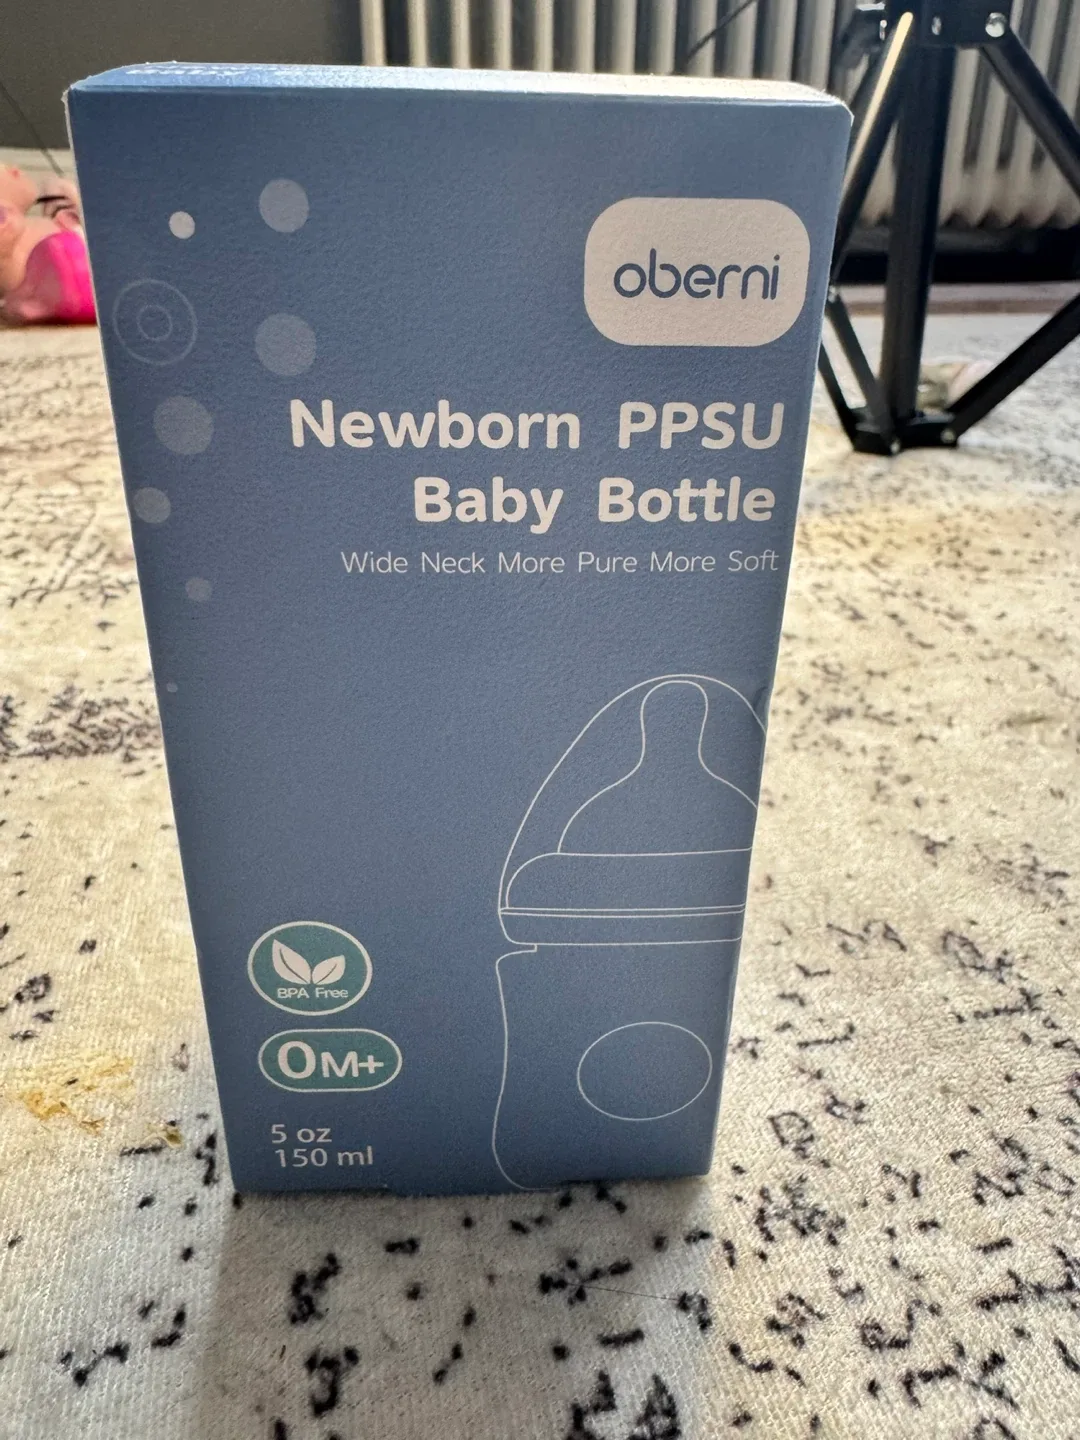 oberni
Newborn PPSU
Baby Bottle
Wide Neck More Pure More Soft
BPA Free
0M+
5 oz
150 ml